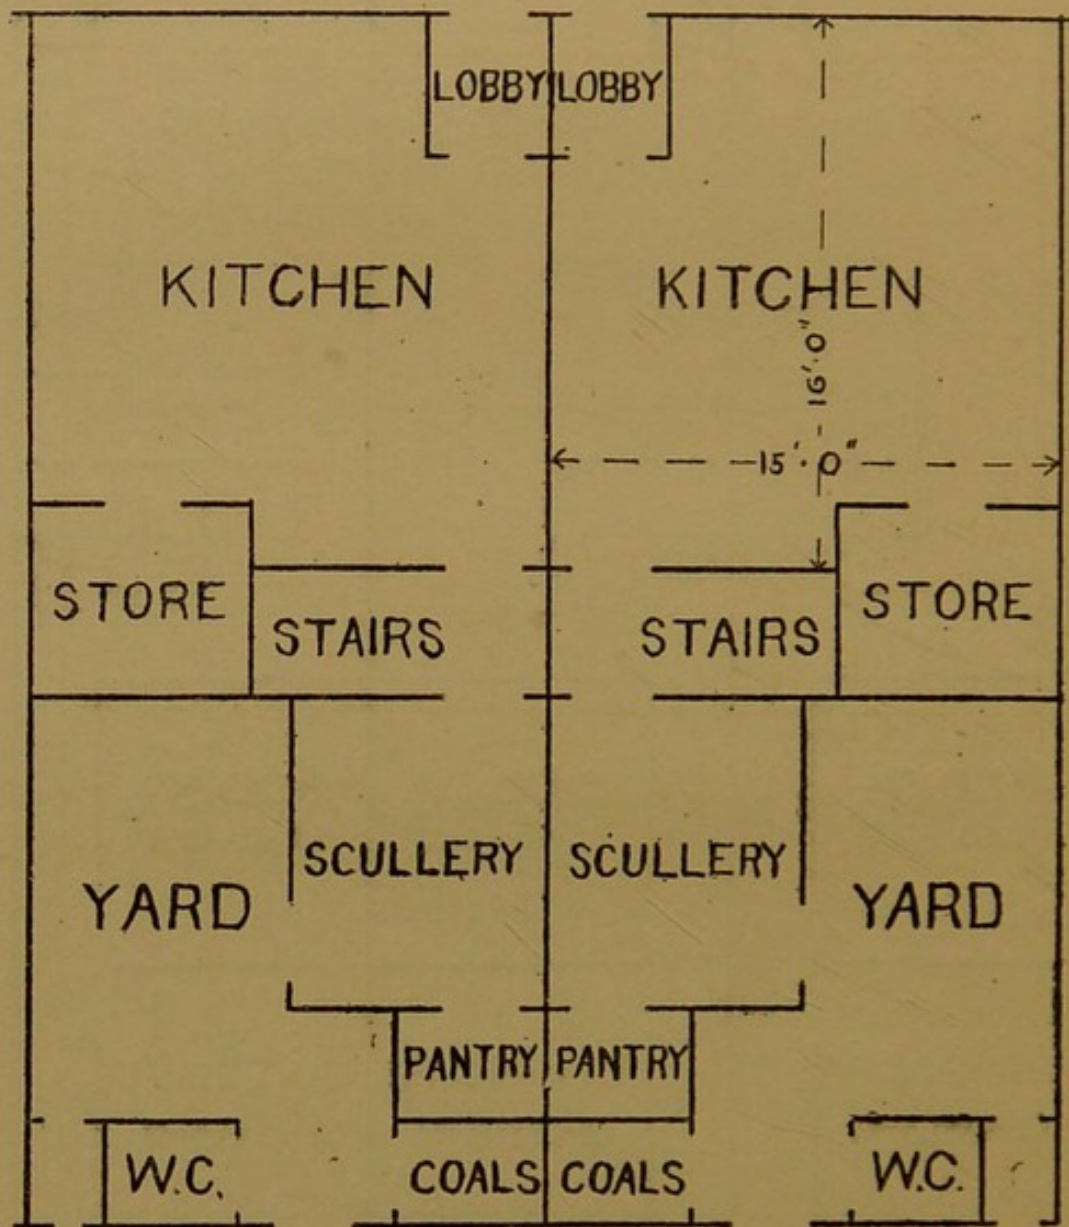 LOBBY LOBBY
KITCHEN KITCHEN
16'.0"
15'.0"
STORE STORE
STAIRS STAIRS
SCULLERY SCULLERY
YARD YARD
PANTRY PANTRY
W.C. COALS COALS W.C.